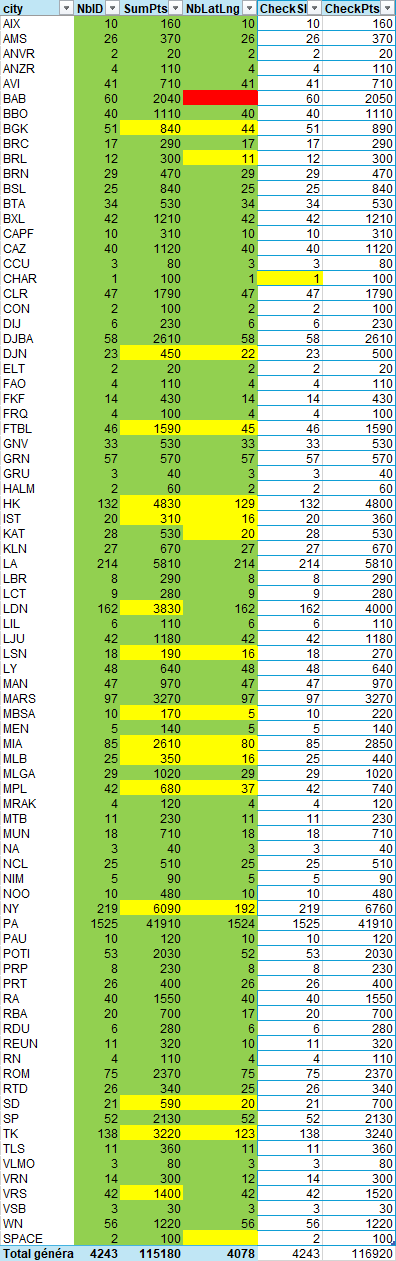 city NbID SumPts NbLatLng CheckSI CheckPts
AIX 10 160 10 10 160
AMS 26 370 26 26 370
ANVR 2 20 2 2 20
ANZR 4 110 4 4 110
AVI 41 710 41 41 710
BAB 60 2040 60 2050
BBO 40 1110 40 40 1110
BGK 51 840 44 51 890
BRC 17 290 17 17 290
BRL 12 300 11 12 300
BRN 29 470 29 29 470
BSL 25 840 25 25 840
BTA 34 530 34 34 530
BXL 42 1210 42 42 1210
CAPF 10 310 10 10 310
CAZ 40 1120 40 40 1120
CCU 3 80 3 3 80
CHAR 1 100 1 1 100
CLR 47 1790 47 47 1790
CON 2 100 2 2 100
DIJ 6 230 6 6 230
DJBA 58 2610 58 58 2610
DJN 23 450 22 23 500
ELT 2 20 2 2 20
FAO 4 110 4 4 110
FKF 14 430 14 14 430
FRQ 4 100 4 4 100
FTBL 46 1590 45 46 1590
GNV 33 530 33 33 530
GRN 57 570 57 57 570
GRU 3 40 3 3 40
HALM 2 60 2 2 60
HK 132 4830 129 132 4800
IST 20 310 16 20 360
KAT 28 530 20 28 530
KLN 27 670 27 27 670
LA 214 5810 214 214 5810
LBR 8 290 8 8 290
LCT 9 280 9 9 280
LDN 162 3830 162 162 4000
LIL 6 110 6 6 110
LJU 42 1180 42 42 1180
LSN 18 190 16 18 270
LY 48 640 48 48 640
MAN 47 970 47 47 970
MARS 97 3270 97 97 3270
MBSA 10 170 5 10 220
MEN 5 140 5 5 140
MIA 85 2610 80 85 2850
MLB 25 350 16 25 440
MLGA 29 1020 29 29 1020
MPL 42 680 37 42 740
MRAK 4 120 4 4 120
MTB 11 230 11 11 230
MUN 18 710 18 18 710
NA 3 40 3 3 40
NCL 25 510 25 25 510
NIM 5 90 5 5 90
NOO 10 480 10 10 480
NY 219 6090 192 219 6760
PA 1525 41910 1524 1525 41910
PAU 10 120 10 10 120
POTI 53 2030 52 53 2030
PRP 8 230 8 8 230
PRT 26 400 26 26 400
RA 40 1550 40 40 1550
RBA 20 700 17 20 700
RDU 6 280 6 6 280
REUN 11 320 10 11 320
RN 4 110 4 4 110
ROM 75 2370 75 75 2370
RTD 26 340 25 26 340
SD 21 590 20 21 700
SP 52 2130 52 52 2130
TK 138 3220 123 138 3240
TLS 11 360 11 11 360
VLMO 3 80 3 3 80
VRN 14 300 12 14 300
VRS 42 1400 42 42 1520
VSB 3 30 3 3 30
WN 56 1220 56 56 1220
SPACE 2 100 2 100
Total généra 4243 115180 4078 4243 116920